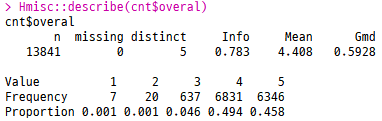 > Hmisc::describe(cnt$overal)
cnt$overal
n missing distinct Info Mean Gmd
13841 0 5 0.783 4.408 0.5928
Value 1 2 3 4 5
Frequency 7 20 637 6831 6346
Proportion 0.001 0.001 0.046 0.494 0.458